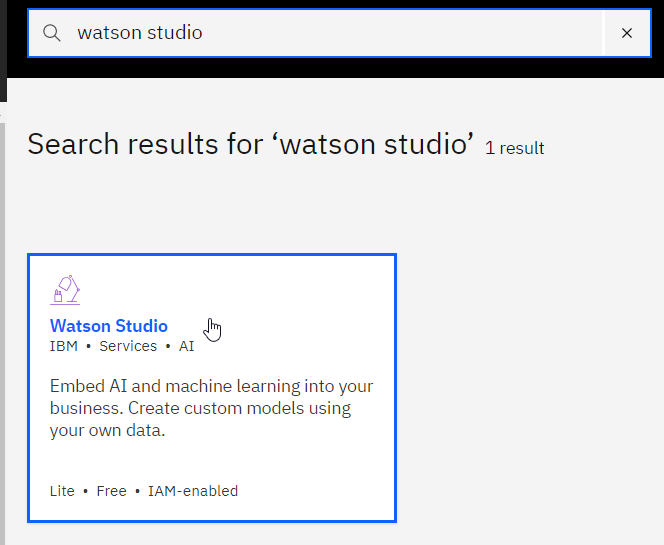 watson studio
Search results for ‘watson studio’ 1 result
Watson Studio
IBM • Services • AI
Embed AI and machine learning into your
business. Create custom models using
your own data.
Lite • Free • IAM-enabled